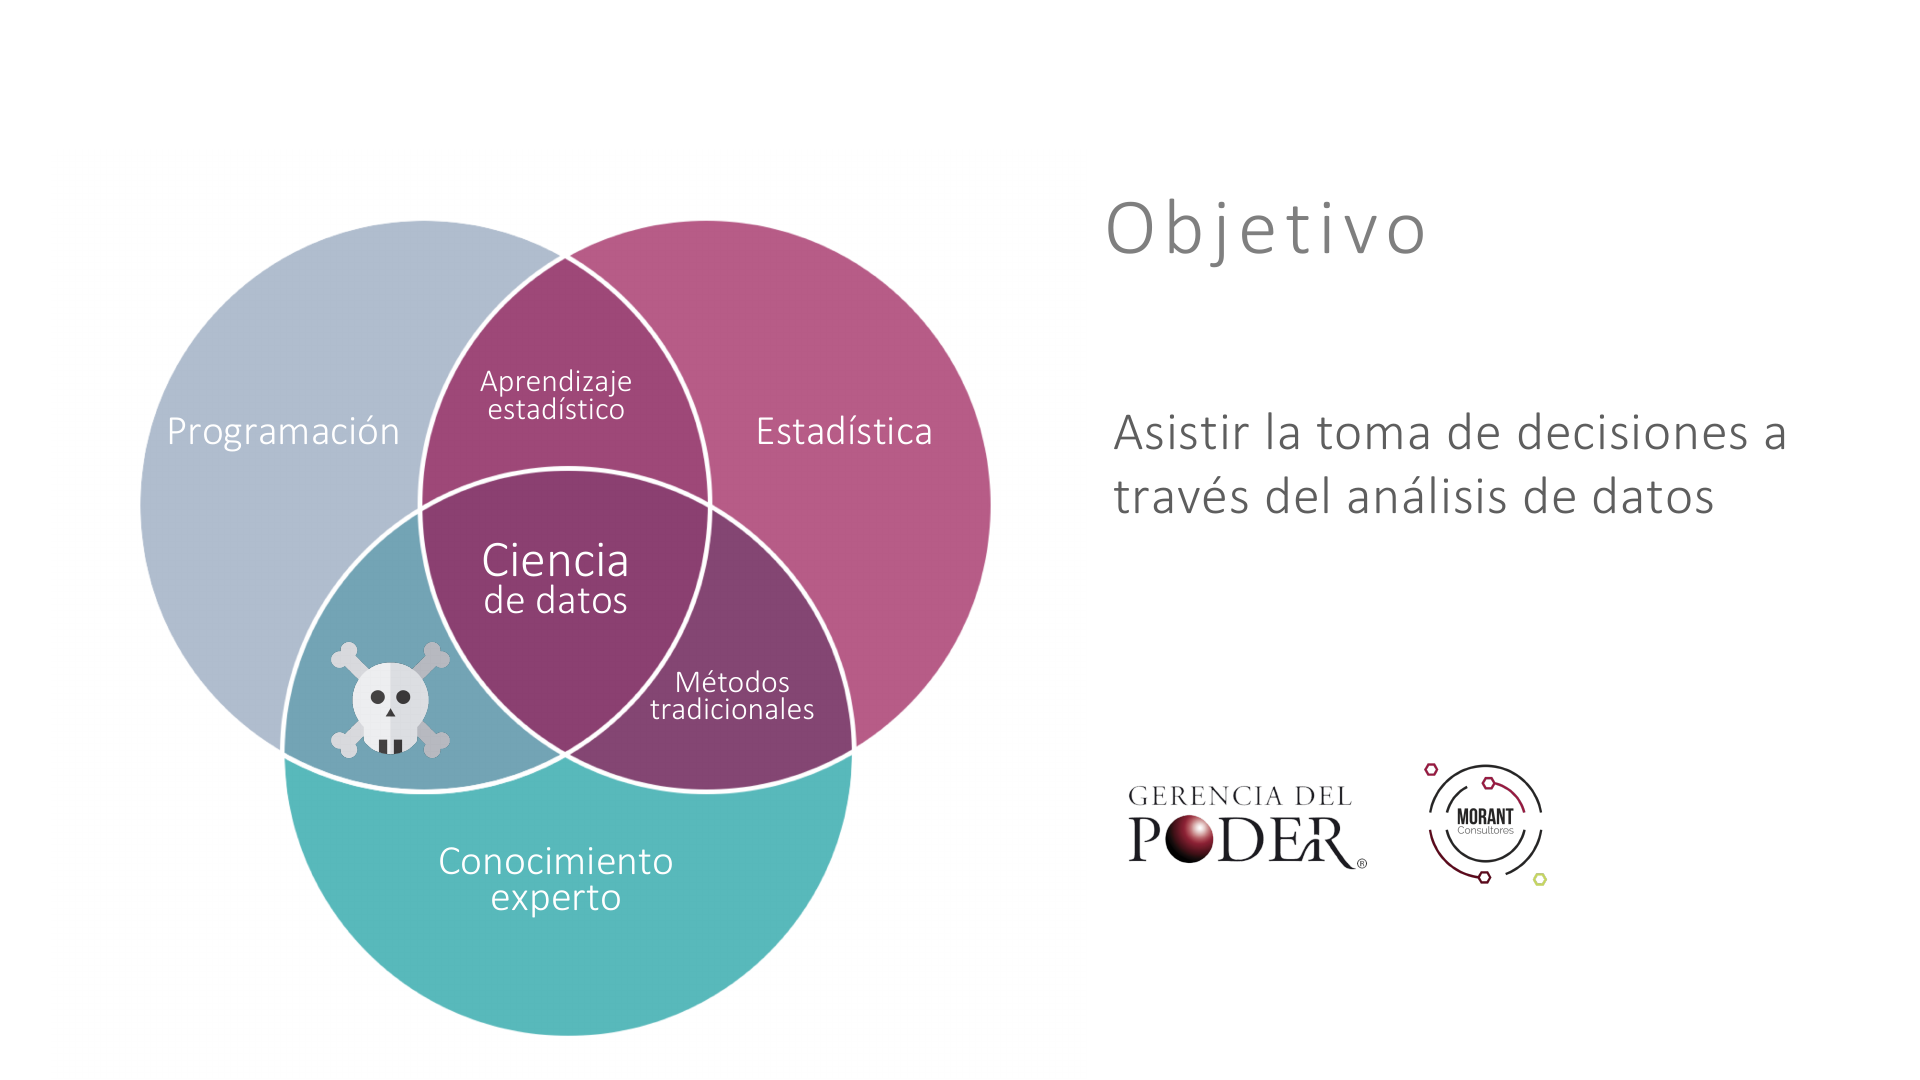 Objetivo
Asistir la toma de decisiones a
través del análisis de datos
Programación
Aprendizaje
estadístico
Estadística
Ciencia
de datos
Métodos
tradicionales
Conocimiento
experto
GERENCIA DEL
PODER®
MORANT
Consultores